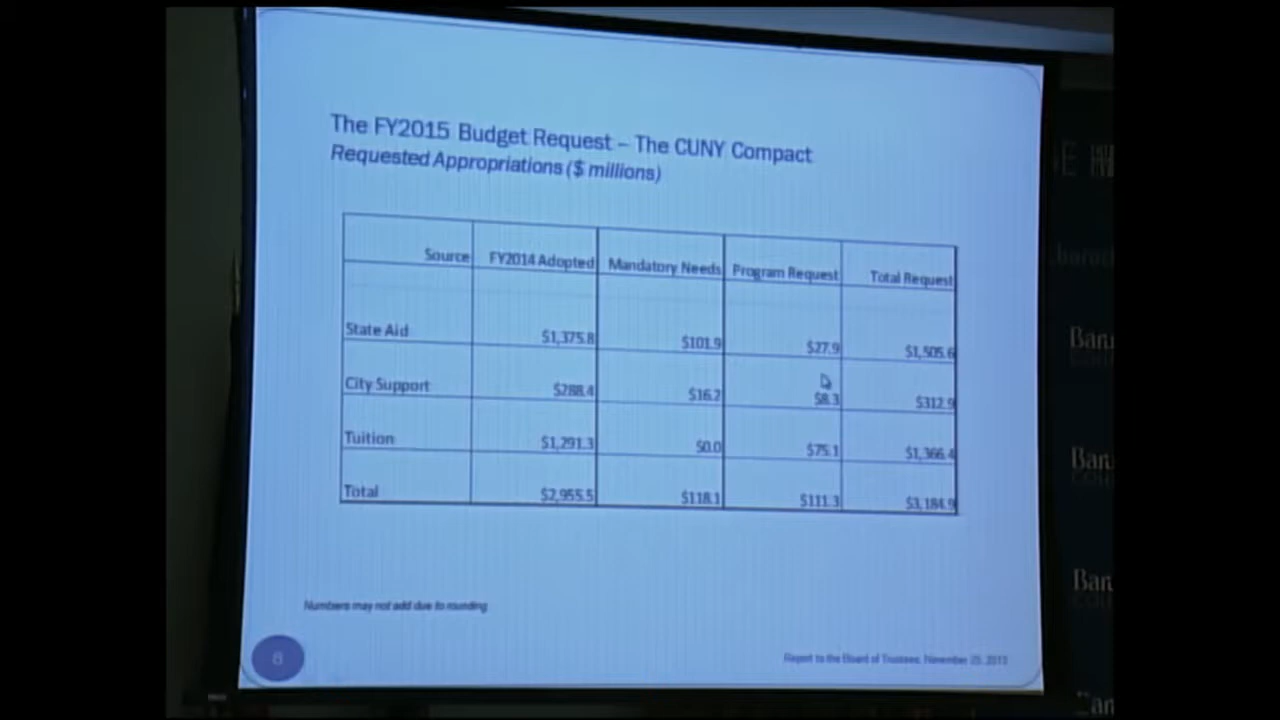 The FY2015 Budget Request – The CUNY Compact
Requested Appropriations ($ millions)
Source FY2014 Adopted Mandatory Needs Program Request Total Request
State Aid $1,375.8 $101.9 $27.9 $1,505.6
City Support $288.4 $16.2 $8.3 $312.9
Tuition $1,291.3 $0.0 $75.1 $1,366.4
Total $2,955.5 $118.1 $111.3 $3,184.9
Numbers may not add due to rounding
8
Report to the Board of Trustees, November 25, 2013